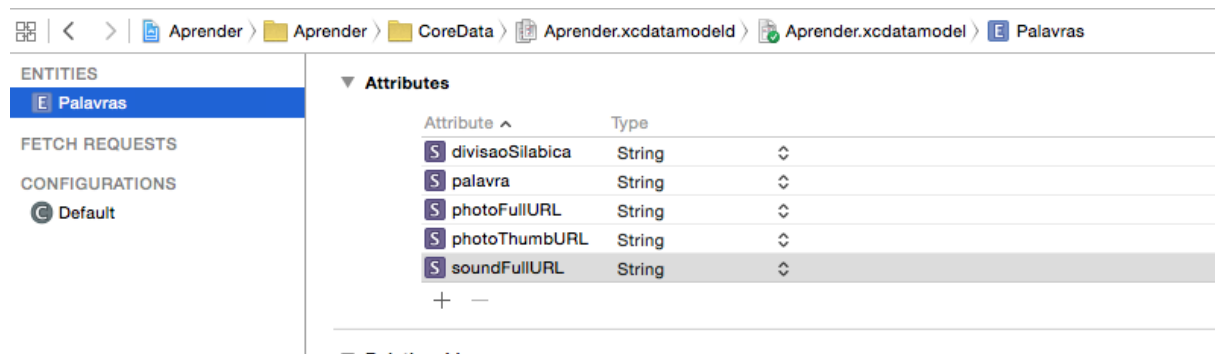 Aprender Aprender CoreData Aprender.xcdatamodeld Aprender.xcdatamodel E Palavras
ENTITIES
E Palavras
FETCH REQUESTS
CONFIGURATIONS
C Default
Attributes
Attribute Type
S divisaoSilabica String
S palavra String
S photoFullURL String
S photoThumbURL String
S soundFullURL String